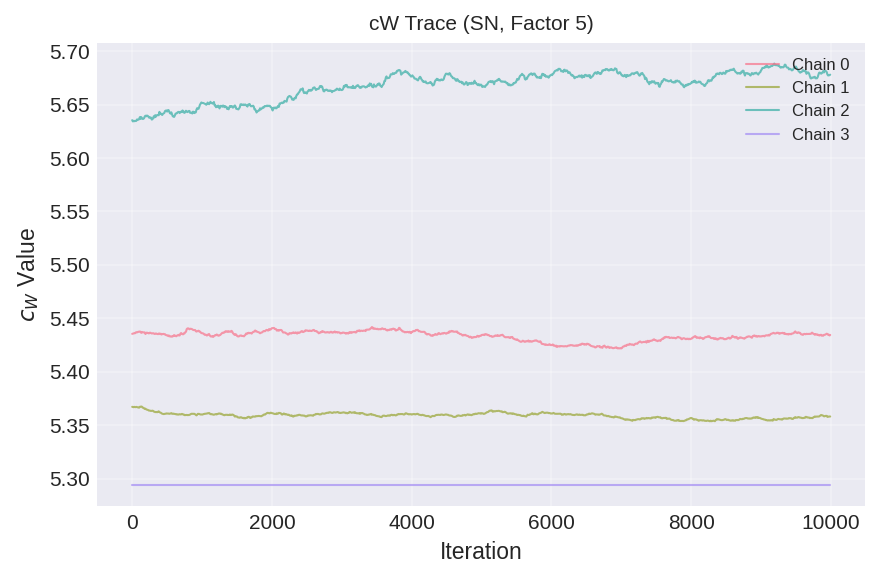 cW Trace (SN, Factor 5)
5.70
5.65
5.60
5.55
5.50
5.45
5.40
5.35
5.30
c_W Value
Chain 0
Chain 1
Chain 2
Chain 3
0 2000 4000 6000 8000 10000
Iteration